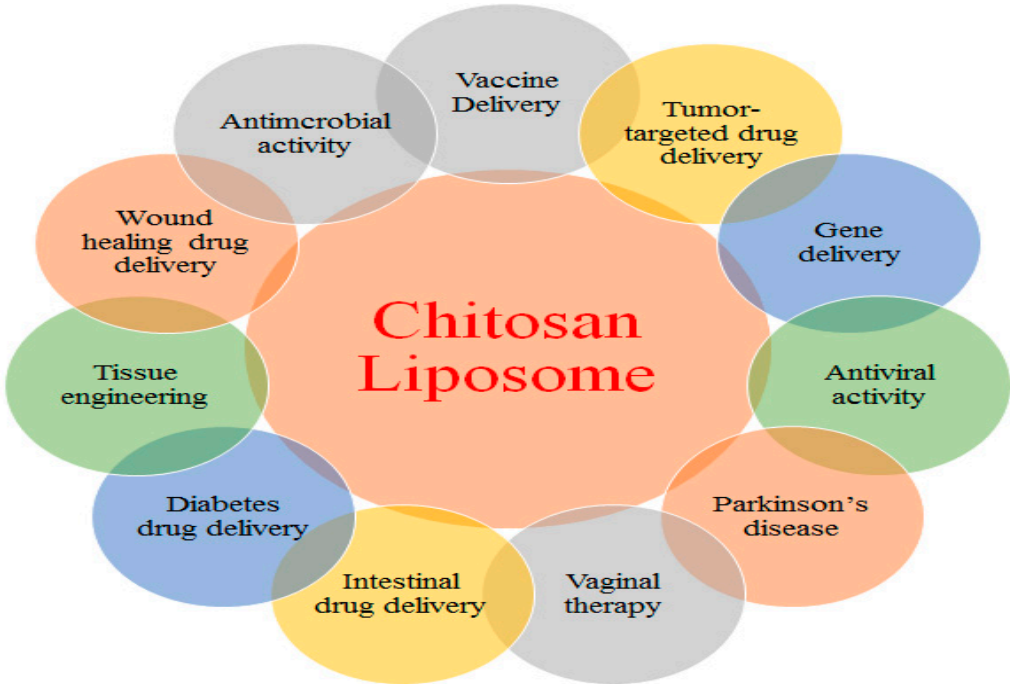 Vaccine
Delivery
Tumor-
targeted drug
delivery
Gene
delivery
Antiviral
activity
Parkinson’s
disease
Vaginal
therapy
Intestinal
drug delivery
Diabetes
drug delivery
Tissue
engineering
Wound
healing drug
delivery
Antimcrobial
activity
Chitosan
Liposome